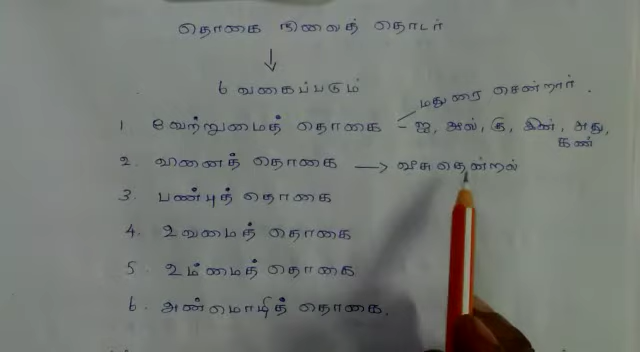 தொகை நிலைத் தொடர்
↓
6 வகைப்படும்
மதுரை சென்றார்.
1. வேற்றுமைத் தொகை – ஐ, ஆல், கு, இன், அது,
கண்
2. வினைத் தொகை → வீசு தென்றல்
3. பண்புத் தொகை
4. உவமைத் தொகை
5. உம்மைத் தொகை
6. அன்மொழித் தொகை.